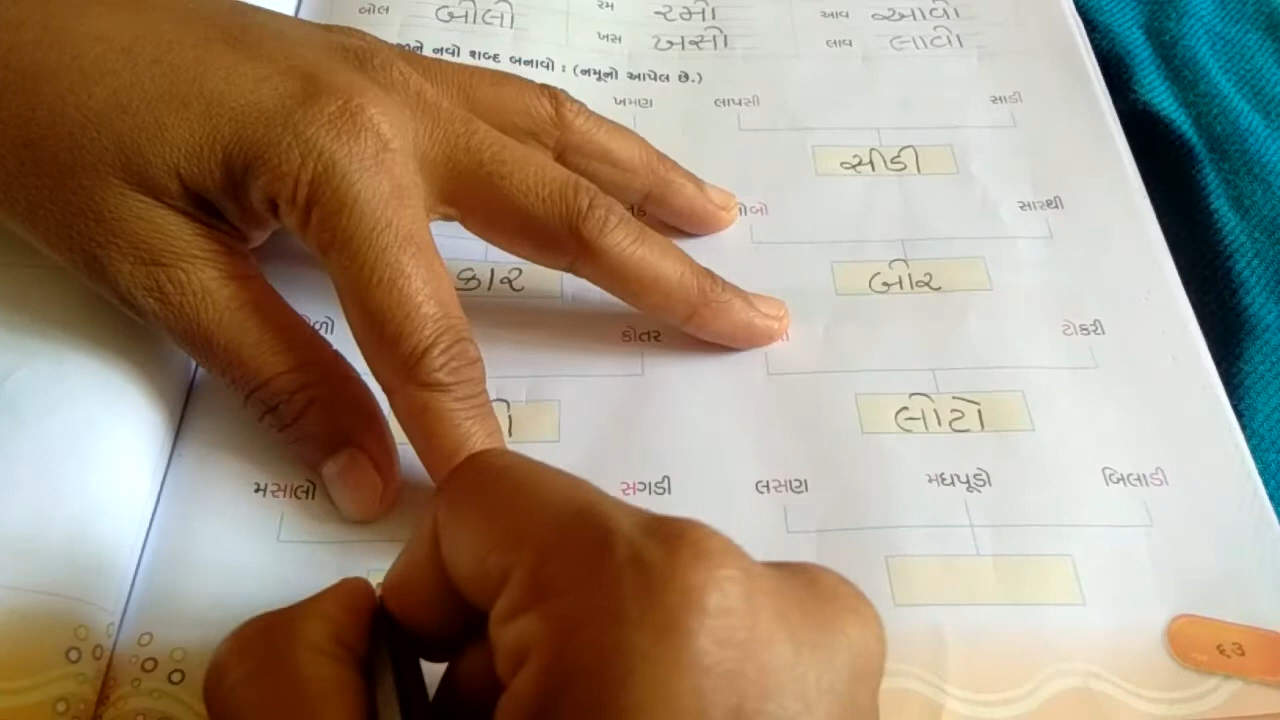 બોલ બોલો રમ રમો આવ આવો
ખસ ખસો લાવ લાવો
નવો શબ્દ બનાવો : (નમૂનો આપેલ છે.)
ખમણ લાપસી સાડી
સીડી
સારથી
કાર બોર
કોતર ટોકરી
લોટો
મસાલો સગડી લસણ મધપૂડો બિલાડી
૬૩